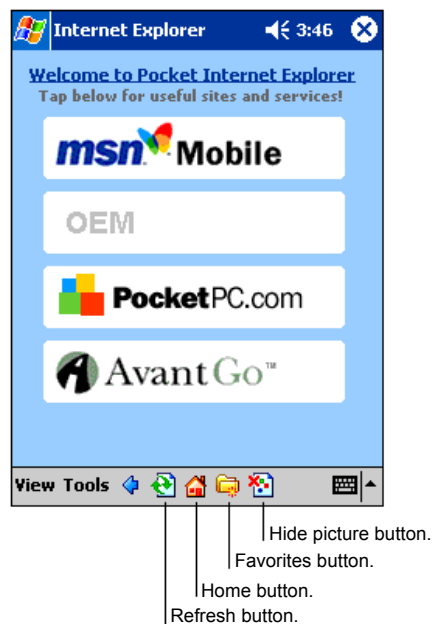 Internet Explorer 3:46
Welcome to Pocket Internet Explorer
Tap below for useful sites and services!
msn Mobile
OEM
PocketPC.com
AvantGo™
View Tools
Hide picture button.
Favorites button.
Home button.
Refresh button.